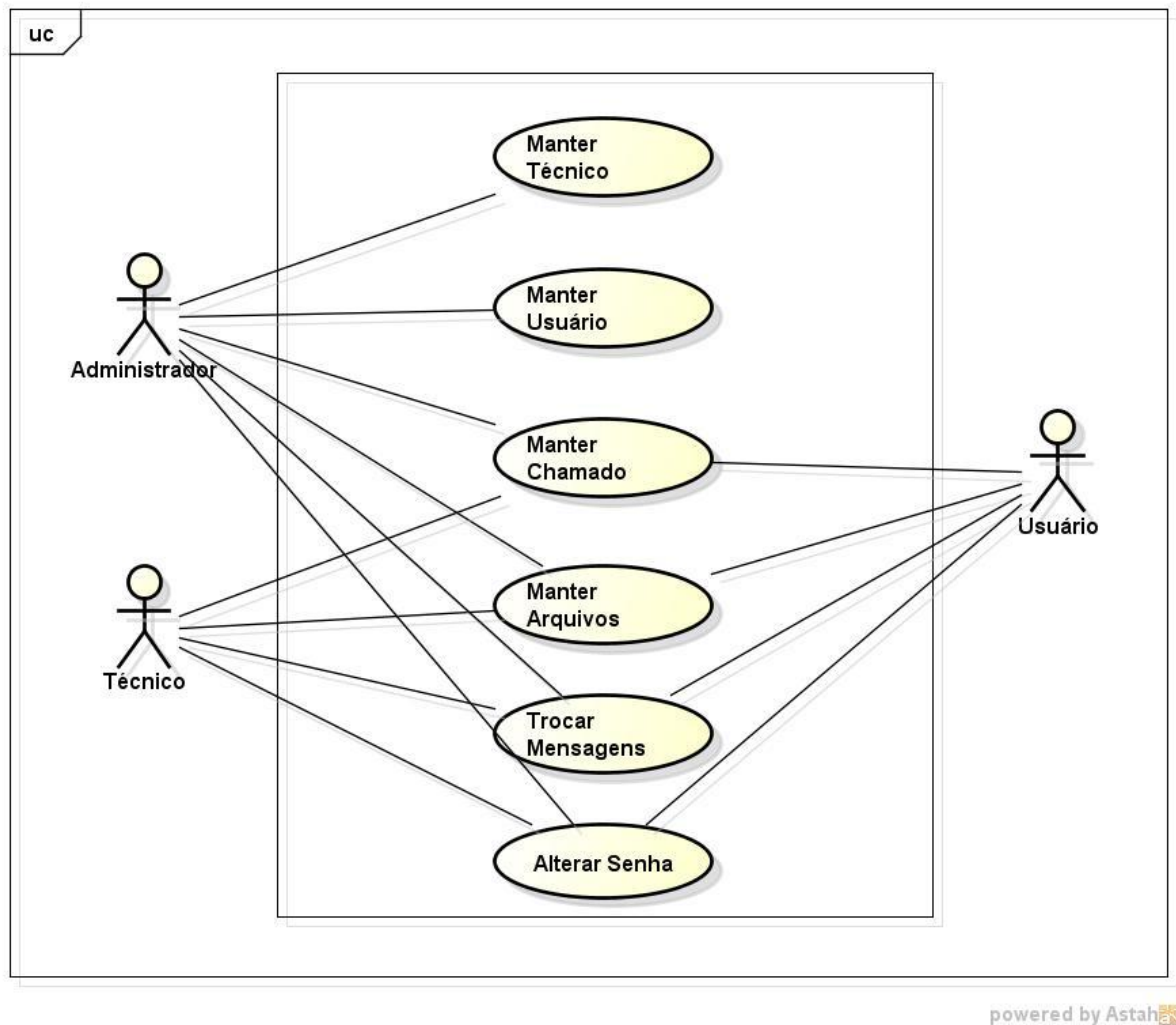 uc
Manter
Técnico
Manter
Usuário
Administrador
Manter
Chamado
Usuário
Manter
Arquivos
Técnico
Trocar
Mensagens
Alterar Senha
powered by Astah